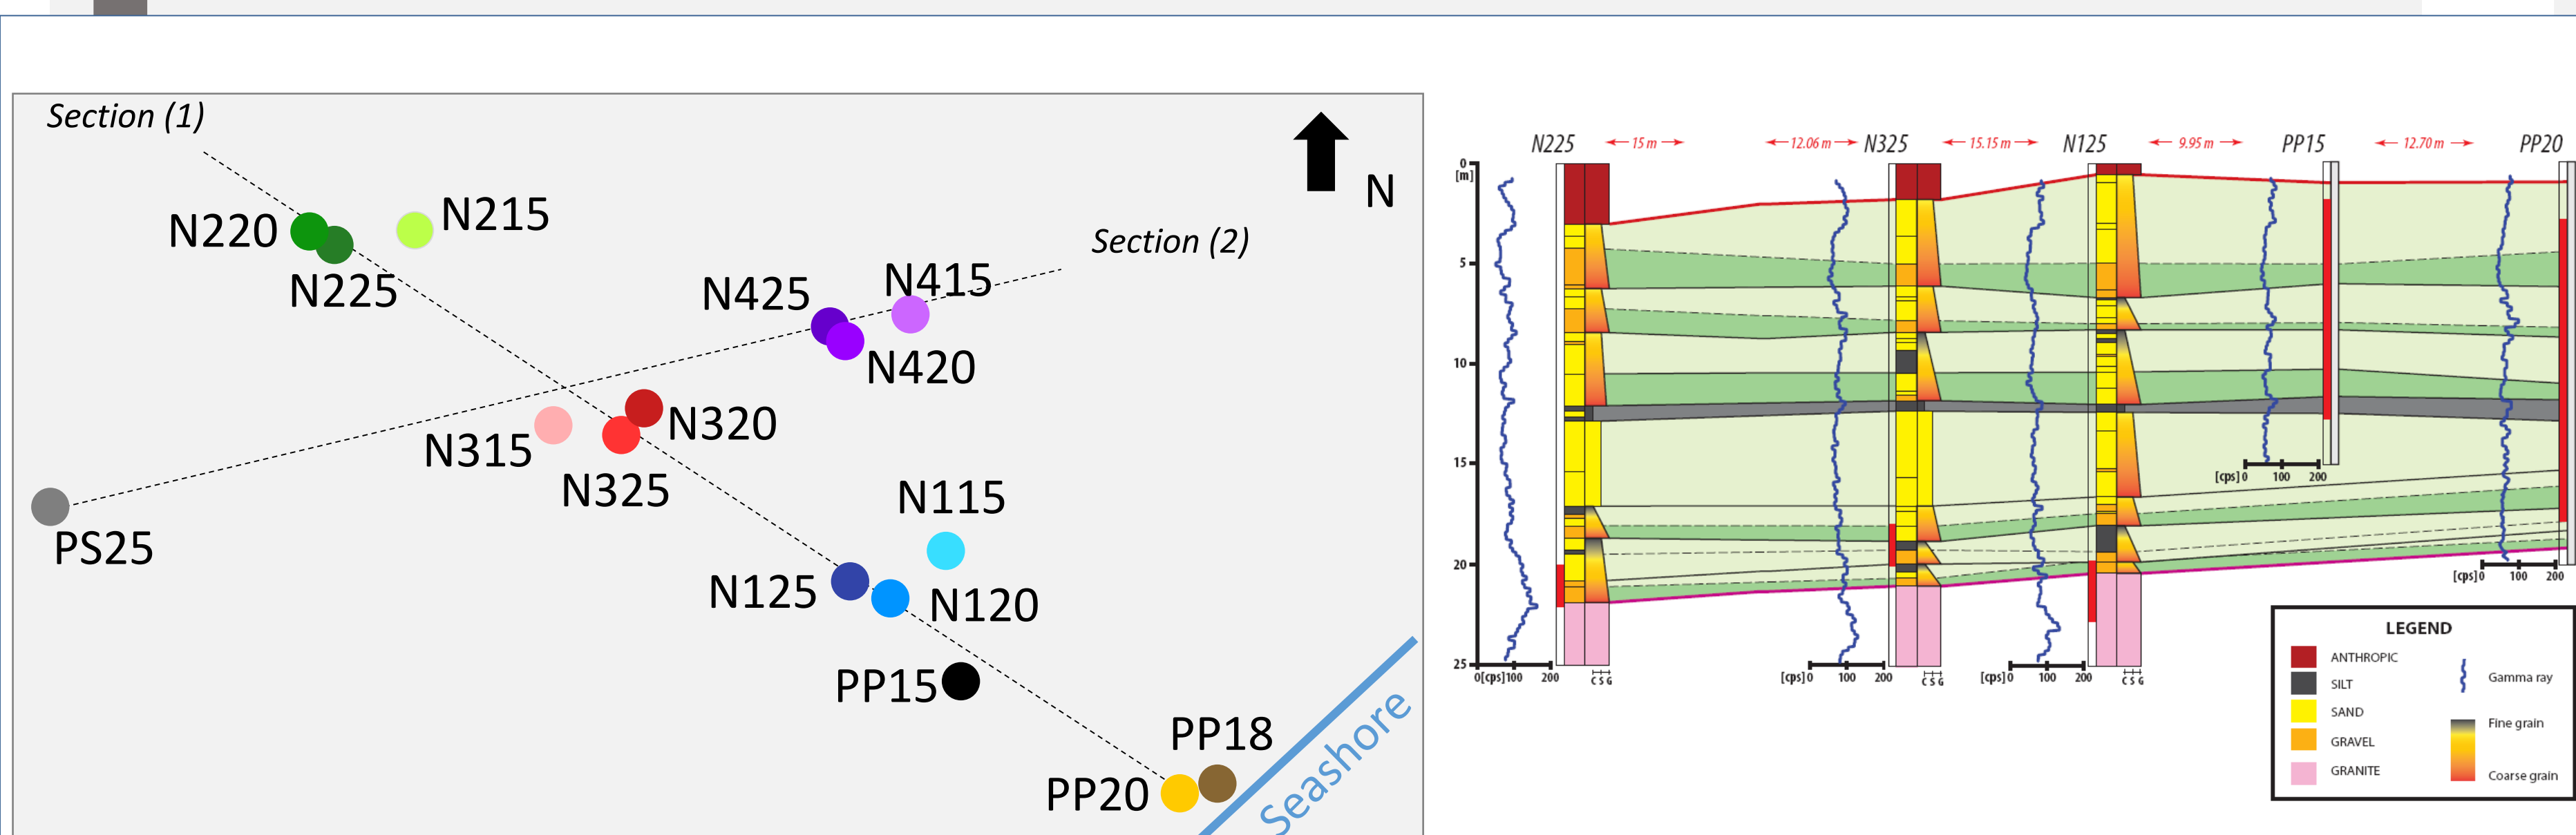 Section (1)
N
N220
N215
N225
Section (2)
N425
N415
N420
N315
N320
N325
PS25
N115
N125
N120
PP15
PP18
PP20
Seashore
N225
15 m
12.06 m
N325
15.15 m
N125
9.95 m
PP15
12.70 m
PP20
0
[m]
5
10
15
20
25
0[cps]100 200
C S G
[cps] 0 100 200
C S G
[cps] 0 100 200
C S G
[cps] 0 100 200
[cps] 0 100 200
LEGEND
ANTHROPIC
SILT
SAND
GRAVEL
GRANITE
Gamma ray
Fine grain
Coarse grain